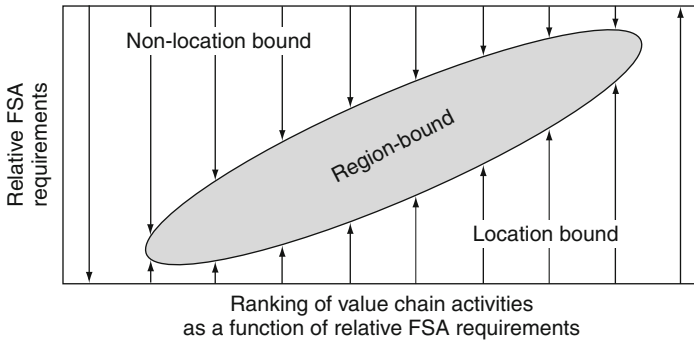 Non-location bound
Relative FSA
requirements
Region-bound
Location bound
Ranking of value chain activities
as a function of relative FSA requirements